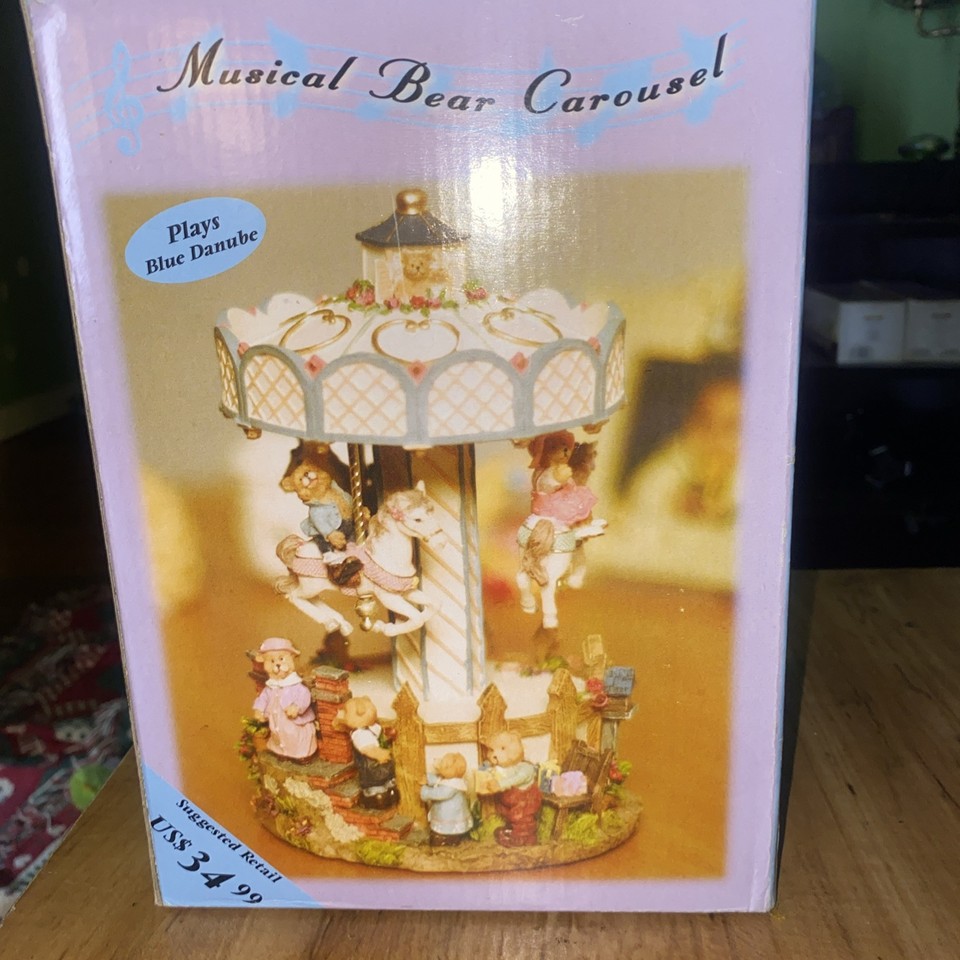 Musical Bear Carousel
Plays
Blue Danube
Suggested Retail
US$34 99